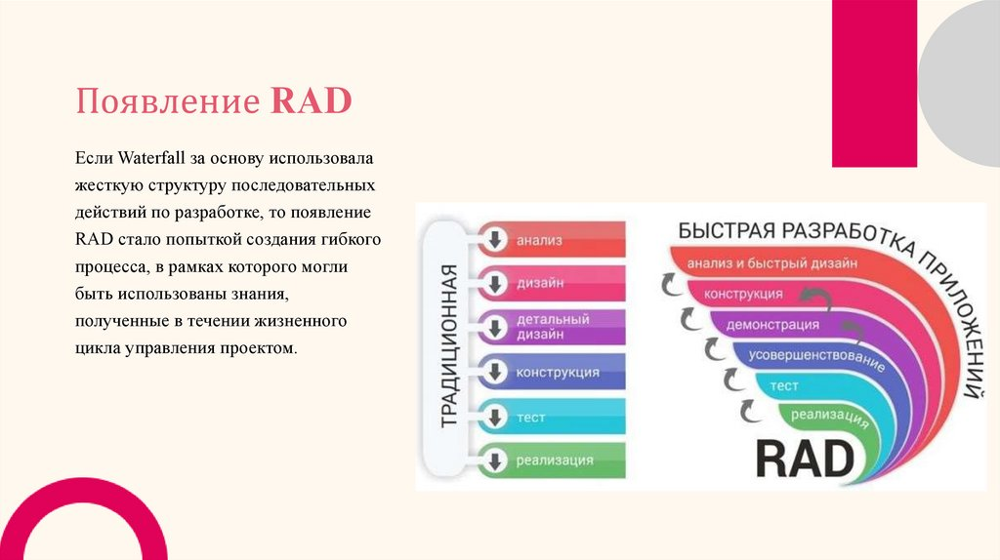 Появление RAD
Если Waterfall за основу использовала
жесткую структуру последовательных
действий по разработке, то появление
RAD стало попыткой создания гибкого
процесса, в рамках которого могли
быть использованы знания,
полученные в течении жизненного
цикла управления проектом.
ТРАДИЦИОННАЯ
анализ
дизайн
детальный
дизайн
конструкция
тест
реализация
БЫСТРАЯ РАЗРАБОТКА ПРИЛОЖЕНИЙ
анализ и быстрый дизайн
конструкция
демонстрация
усовершенствование
тест
реализация
RAD